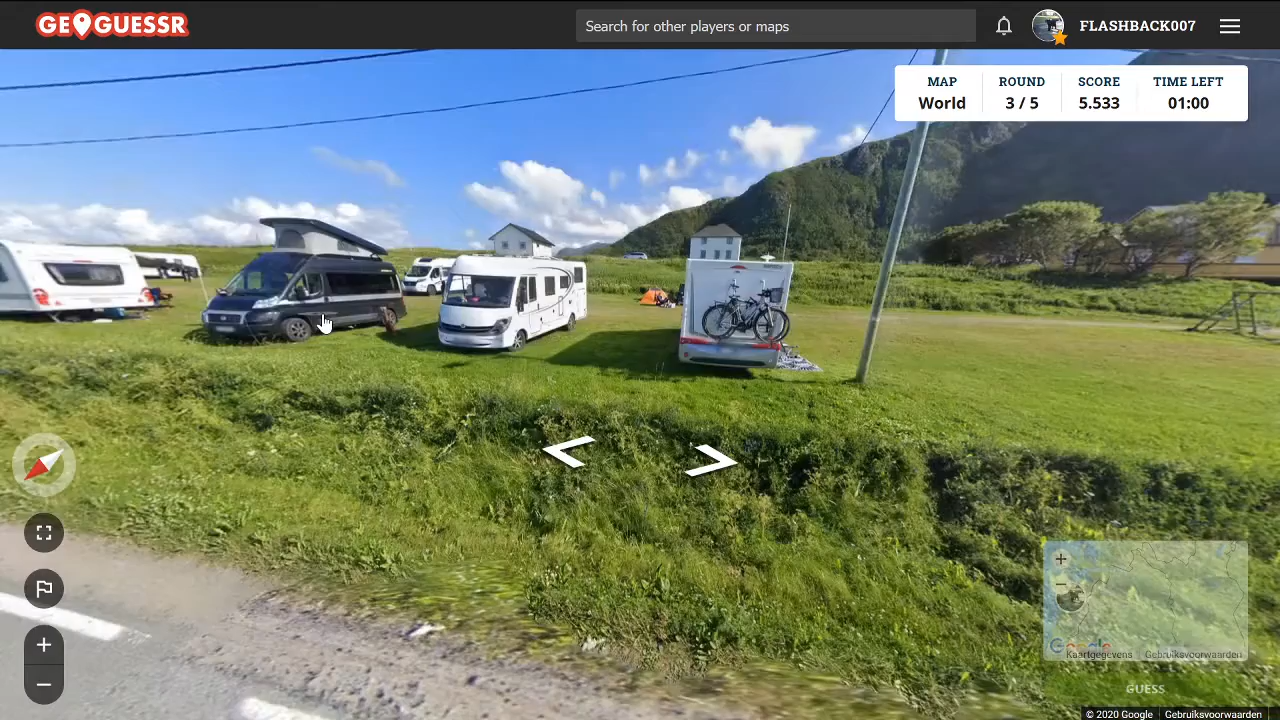 GEOGUESSR
Search for other players or maps
FLASHBACK007
MAP
World
ROUND
3 / 5
SCORE
5.533
TIME LEFT
01:00
+
−
+
−
Google
Kaartgegevens
Gebruiksvoorwaarden
GUESS
© 2020 Google
Gebruiksvoorwaarden